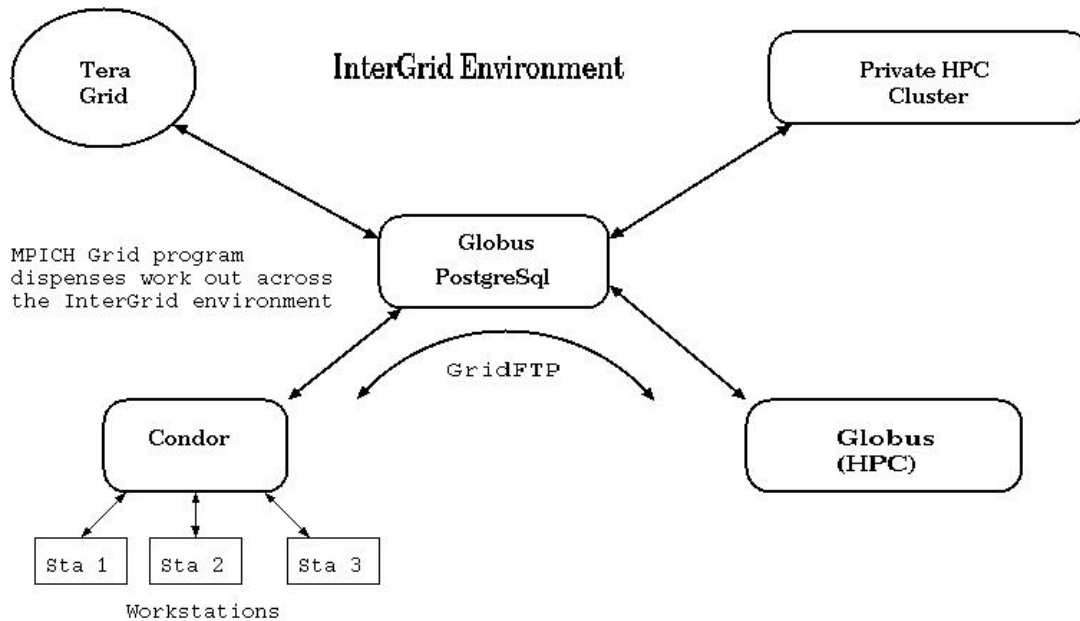 InterGrid Environment
Tera
Grid
Private HPC
Cluster
Globus
PostgreSql
MPICH Grid program
dispenses work out across
the InterGrid environment
GridFTP
Condor
Globus
(HPC)
Sta 1
Sta 2
Sta 3
Workstations